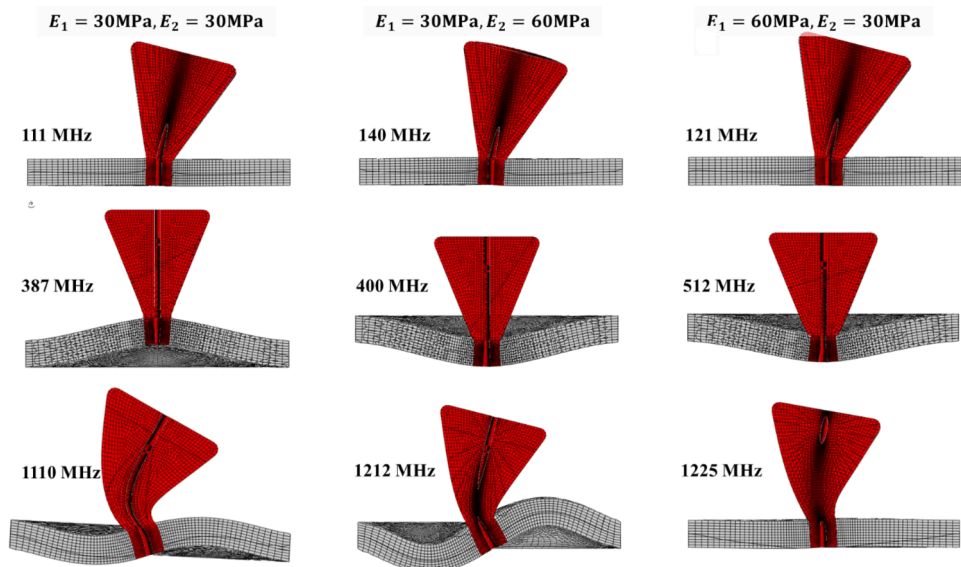 E₁ = 30MPa, E₂ = 30MPa
E₁ = 30MPa, E₂ = 60MPa
E₁ = 60MPa, E₂ = 30MPa
111 MHz
140 MHz
121 MHz
387 MHz
400 MHz
512 MHz
1110 MHz
1212 MHz
1225 MHz